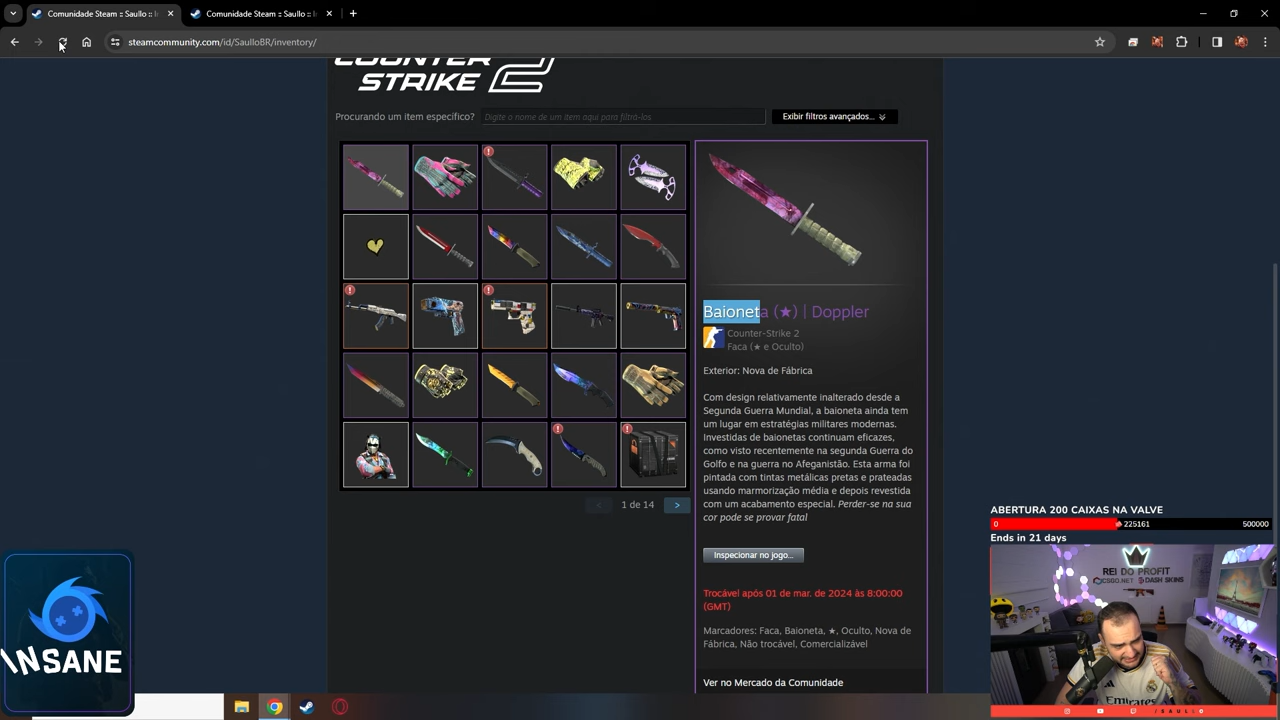 Comunidade Steam :: Saullo :: I
Comunidade Steam :: Saullo :: I
steamcommunity.com/id/SaulloBR/inventory/
COUNTER
STRIKE 2
Procurando um item específico?
Digite o nome de um item aqui para filtrá-los
Exibir filtros avançados...
Baioneta (★) | Doppler
Counter-Strike 2
Faca (★ e Oculto)
Exterior: Nova de Fábrica
Com design relativamente inalterado desde a
Segunda Guerra Mundial, a baioneta ainda tem
um lugar em estratégias militares modernas.
Investidas de baionetas continuam eficazes,
como visto recentemente na segunda Guerra do
Golfo e na guerra no Afeganistão. Esta arma foi
pintada com tintas metálicas pretas e prateadas
usando marmorização média e depois revestida
com um acabamento especial. Perder-se na sua
cor pode se provar fatal
1 de 14
Inspecionar no jogo...
Trocável após 01 de mar. de 2024 às 8:00:00
(GMT)
Marcadores: Faca, Baioneta, ★, Oculto, Nova de
Fábrica, Não trocável, Comercializável
Ver no Mercado da Comunidade
ABERTURA 200 CAIXAS NA VALVE
0 225161 500000
Ends in 21 days
REI DO PROFIT
CSGO.NET DASH SKINS
INSANE